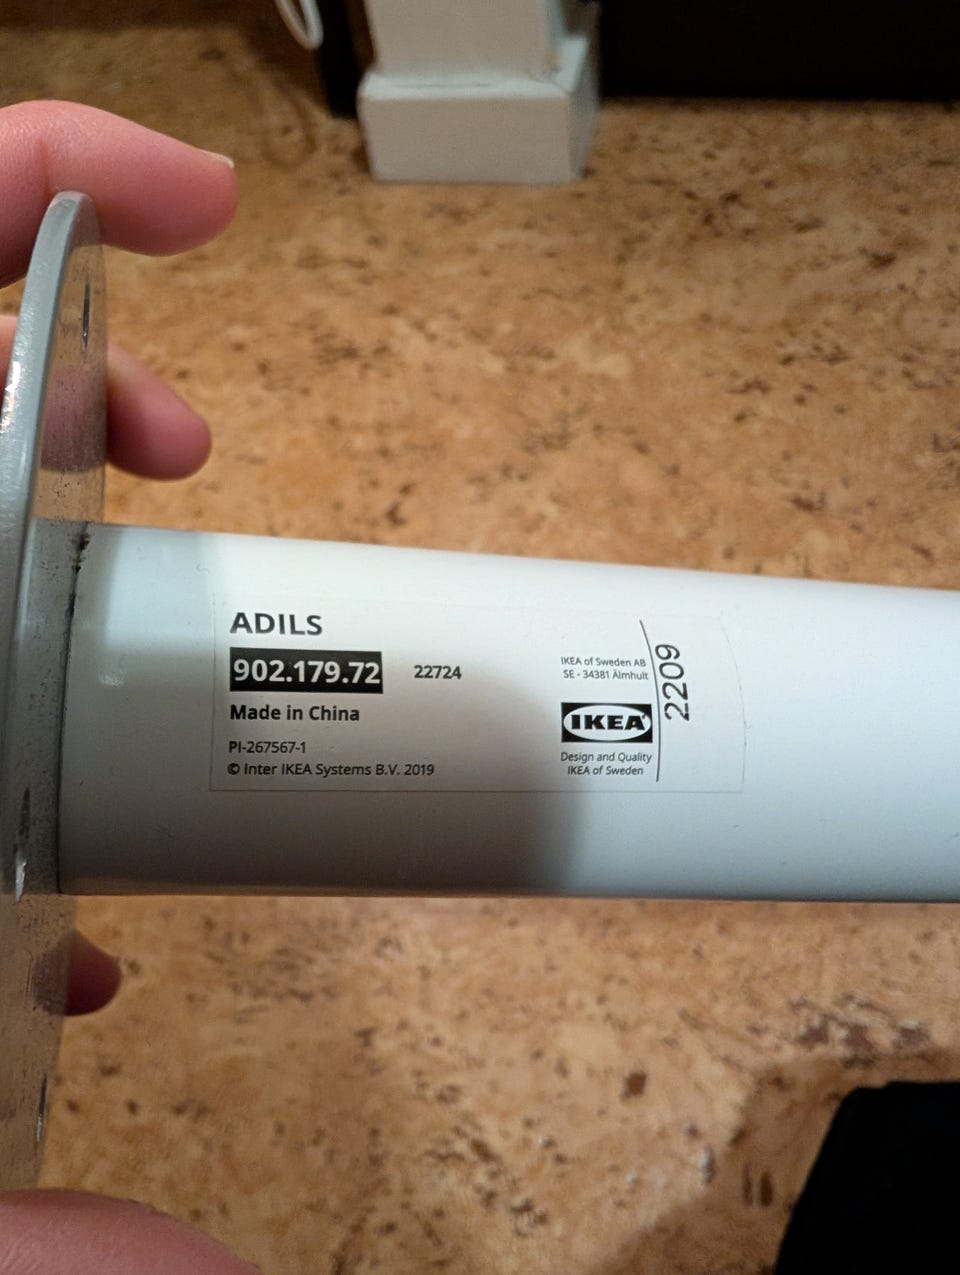 ADILS
902.179.72
22724
Made in China
PI-267567-1
© Inter IKEA Systems B.V. 2019
IKEA of Sweden AB
SE - 34381 Älmhult
IKEA
Design and Quality
IKEA of Sweden
2209